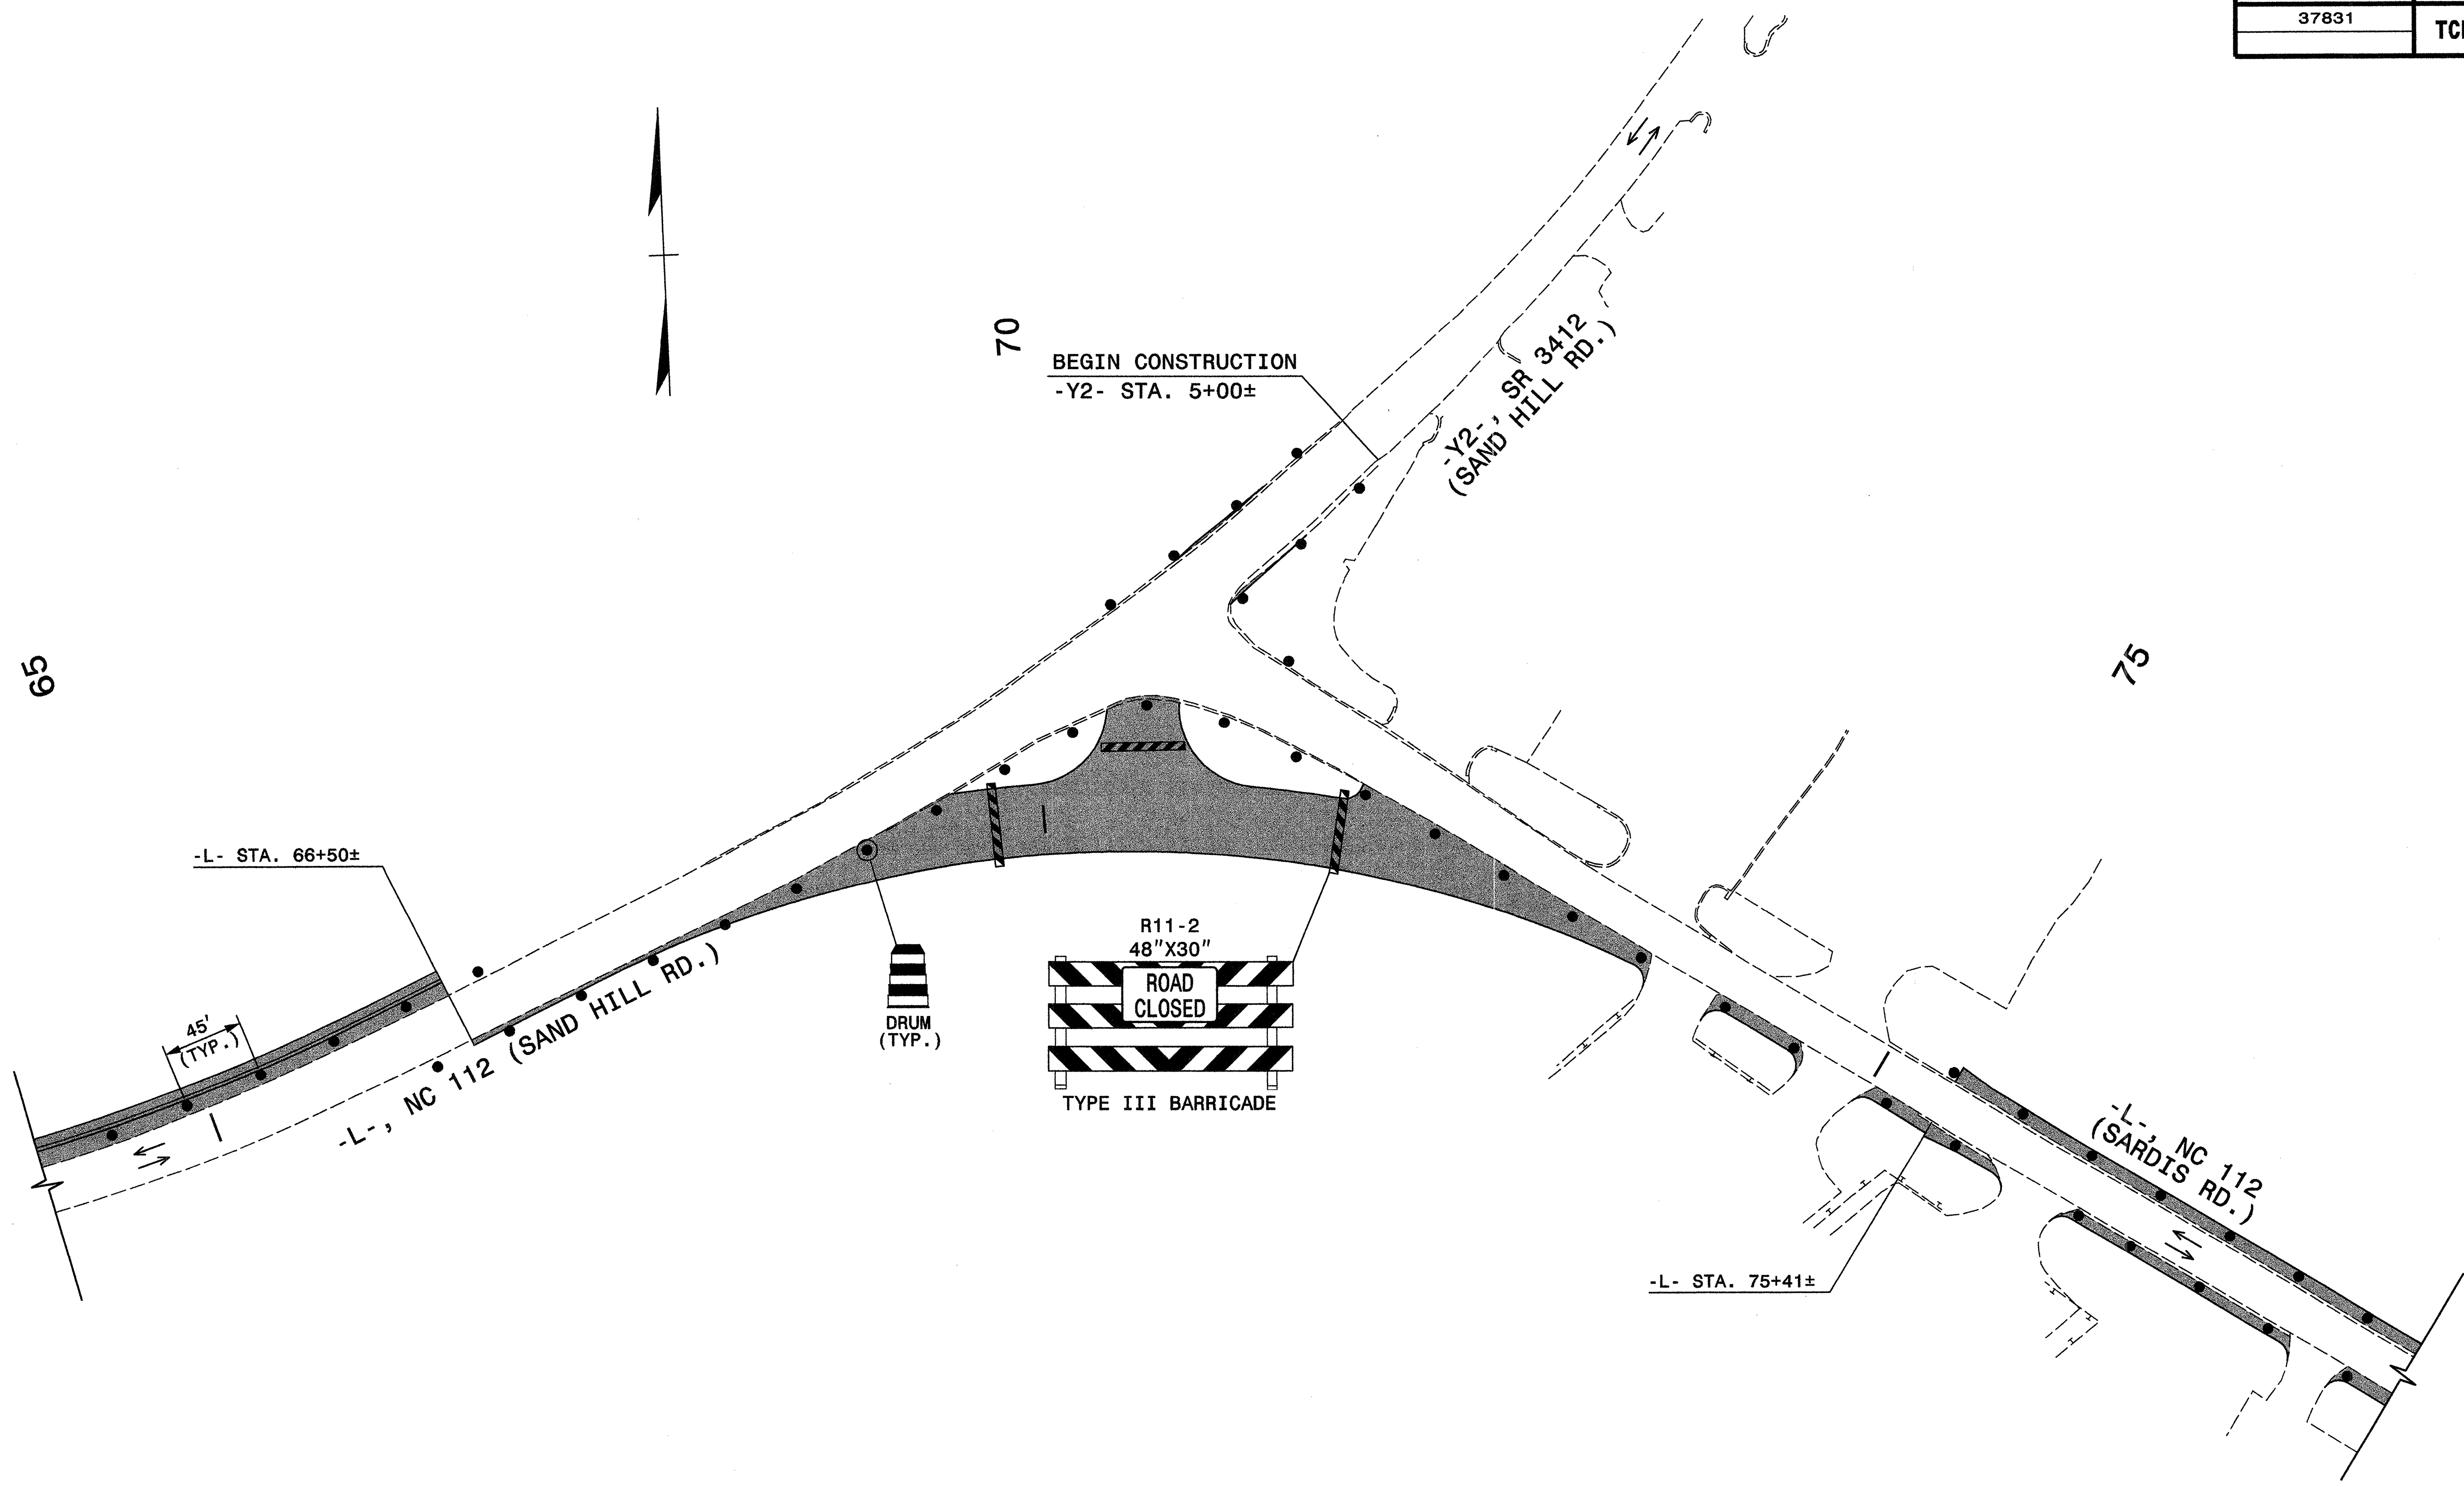 37831
TC
70
BEGIN CONSTRUCTION
-Y2- STA. 5+00±
-Y2-, SR 3412
(SAND HILL RD.)
65
75
-L- STA. 66+50±
45'
(TYP.)
-L-, NC 112 (SAND HILL RD.)
DRUM
(TYP.)
R11-2
48"X30"
ROAD
CLOSED
TYPE III BARRICADE
-L-, NC 112
(SARDIS RD.)
-L- STA. 75+41±